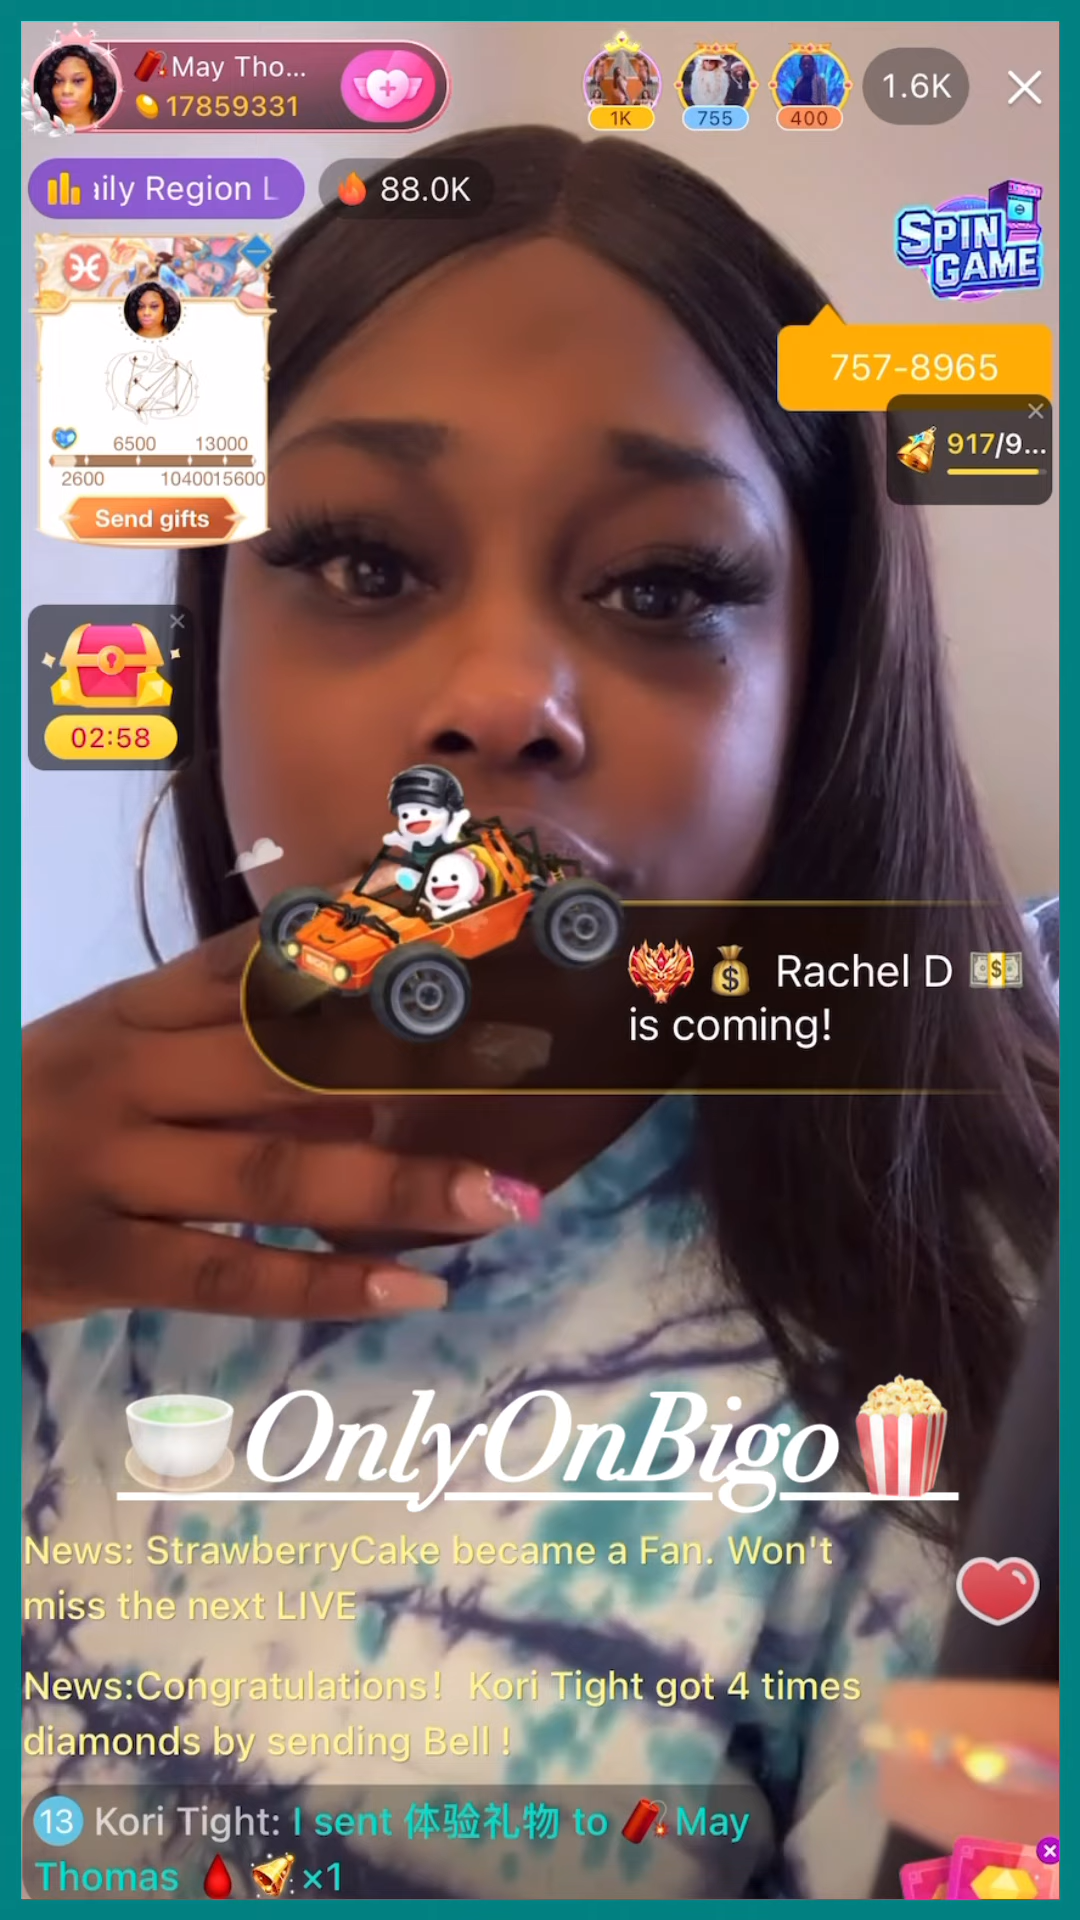 May Tho...
17859331
1K
755
400
1.6K
aily Region L
88.0K
SPIN
GAME
757-8965
917/9...
6500 13000
2600 10400 15600
Send gifts
02:58
Rachel D
is coming!
OnlyOnBigo
News: StrawberryCake became a Fan. Won't
miss the next LIVE
News:Congratulations! Kori Tight got 4 times
diamonds by sending Bell !
13 Kori Tight: I sent 体验礼物 to May
Thomas x1